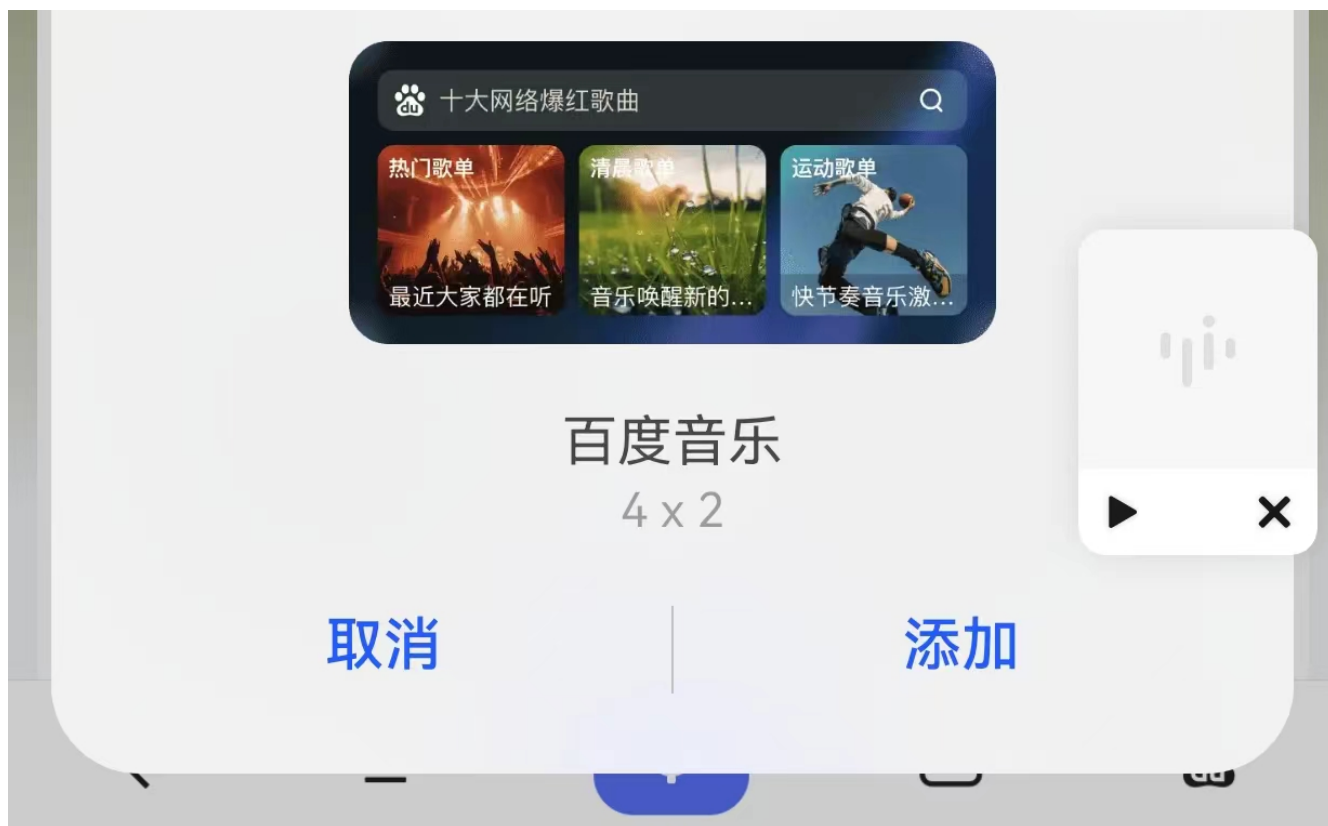 du 十大网络爆红歌曲
热门歌单
最近大家都在听
清晨歌单
音乐唤醒新的...
运动歌单
快节奏音乐激...
百度音乐
4 x 2
取消
添加
du